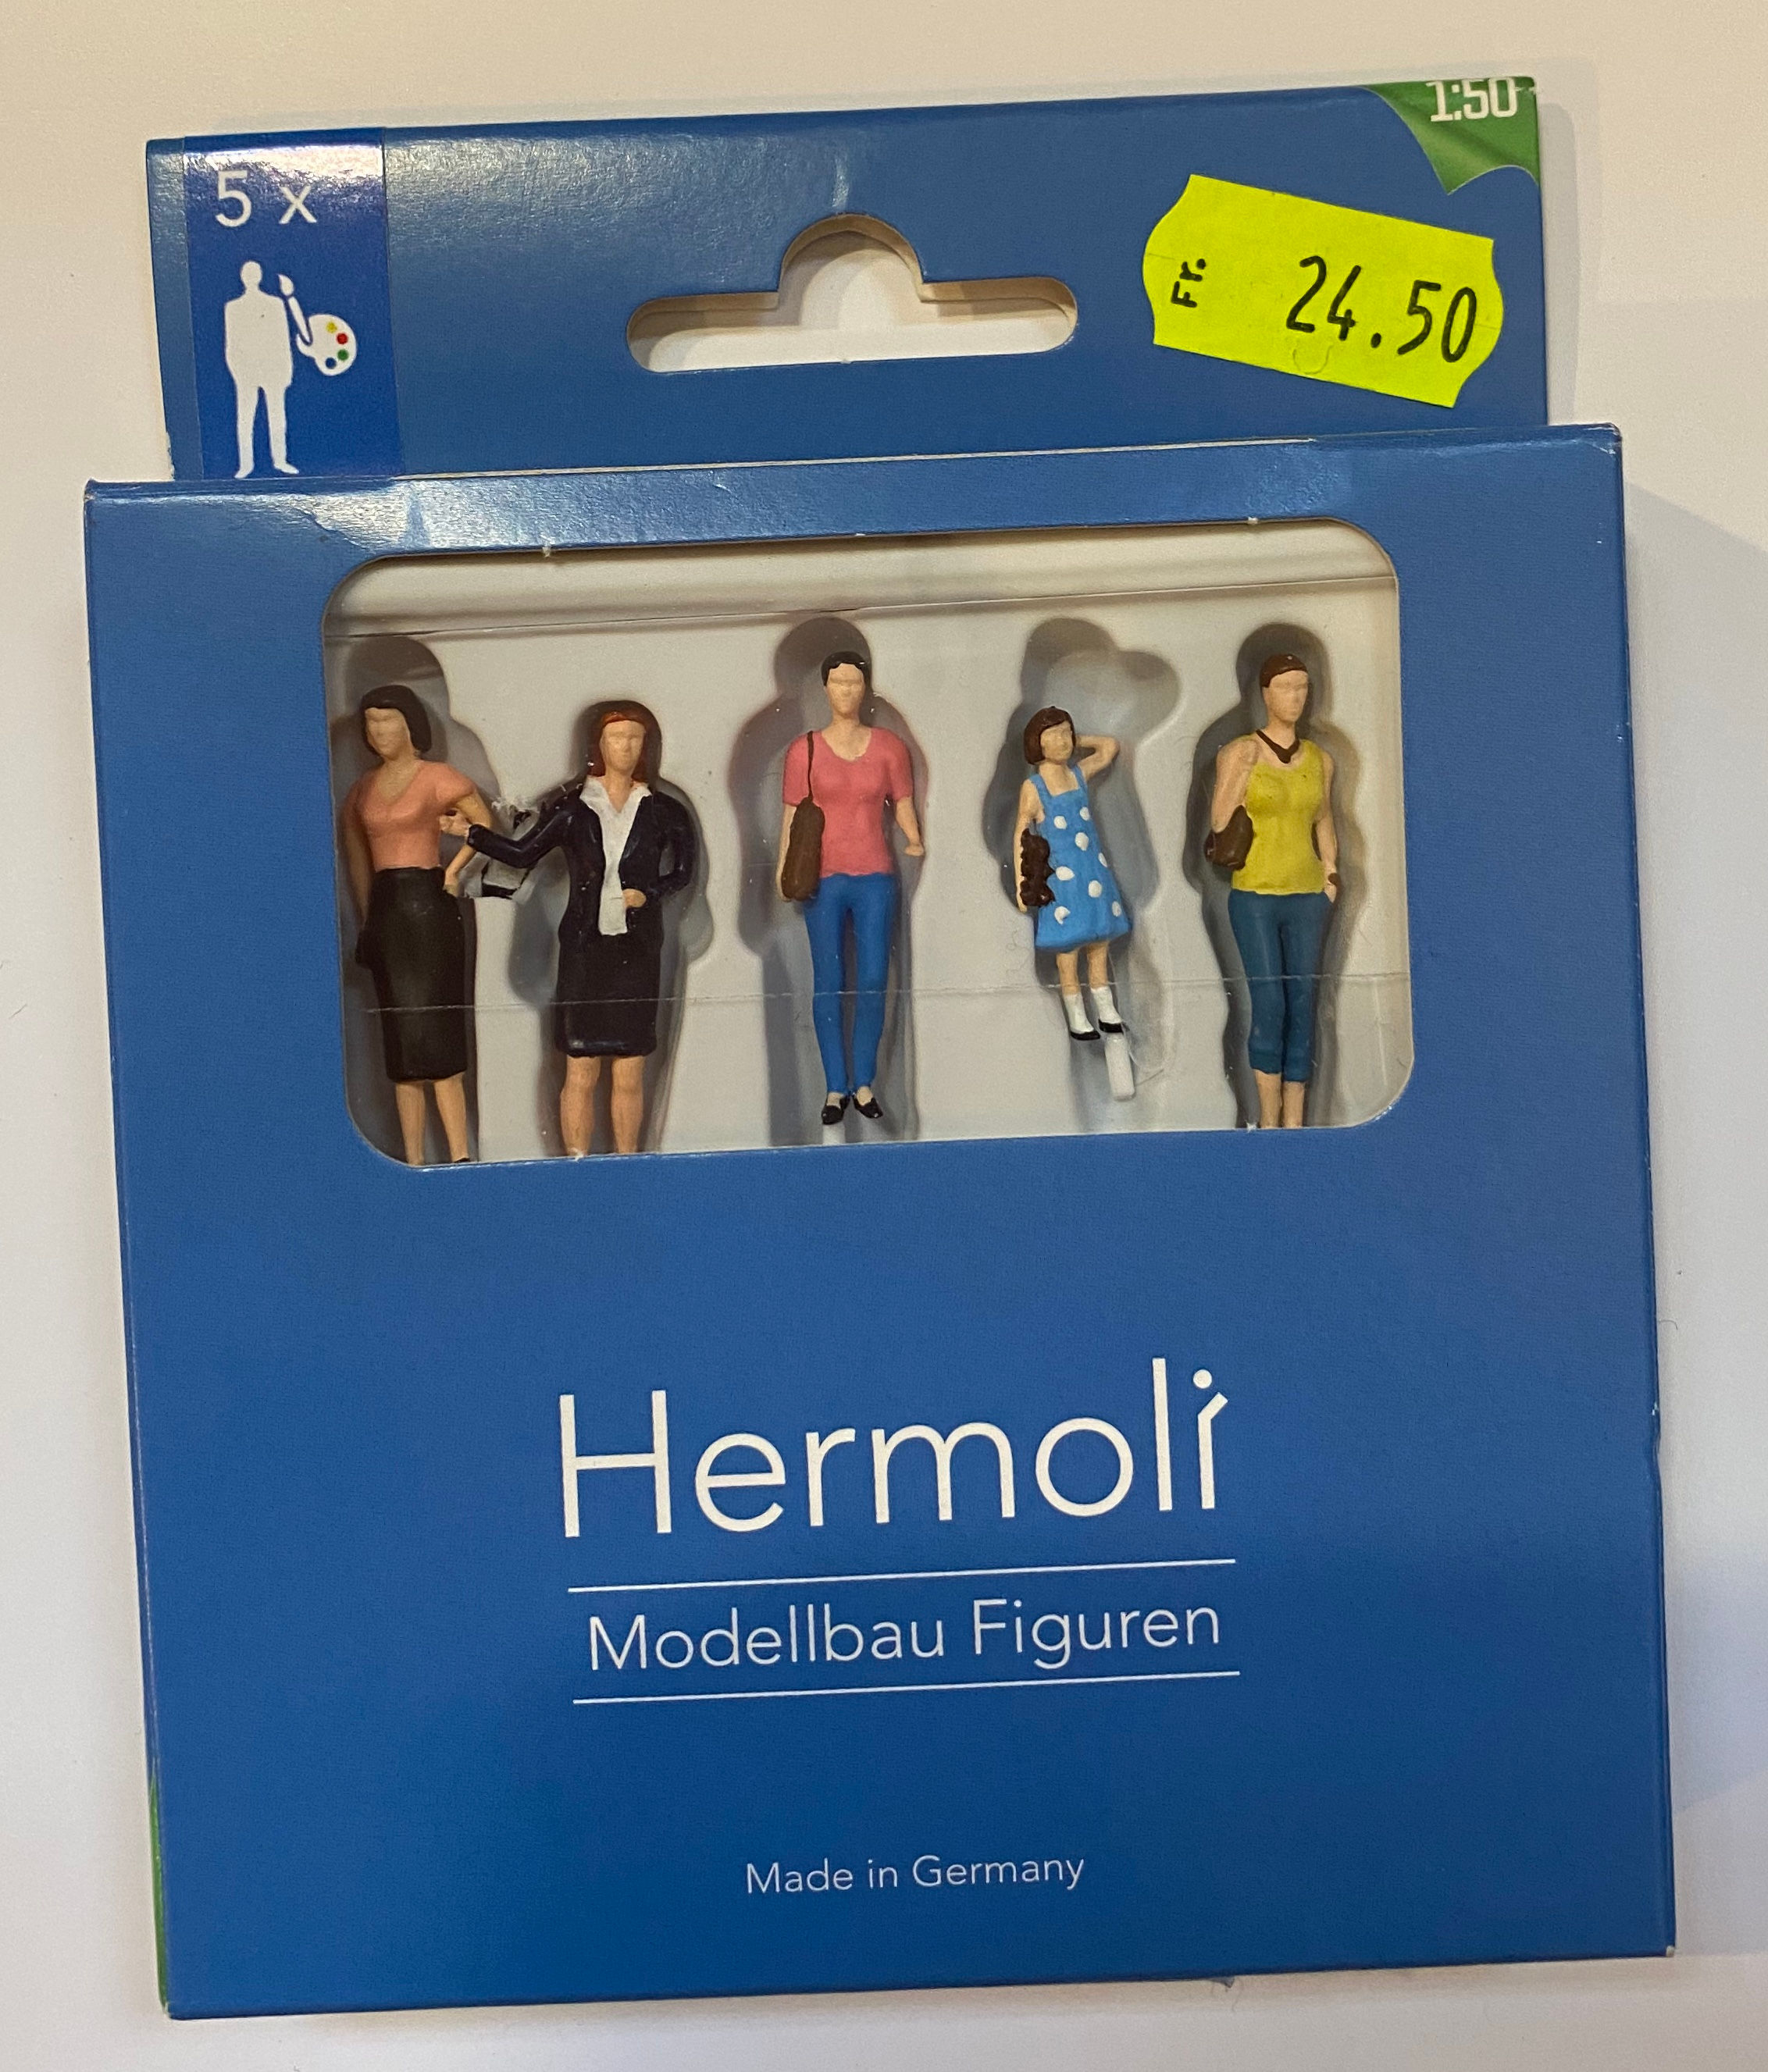 1:50
5 x
Fr. 24.50
Hermoli
Modellbau Figuren
Made in Germany